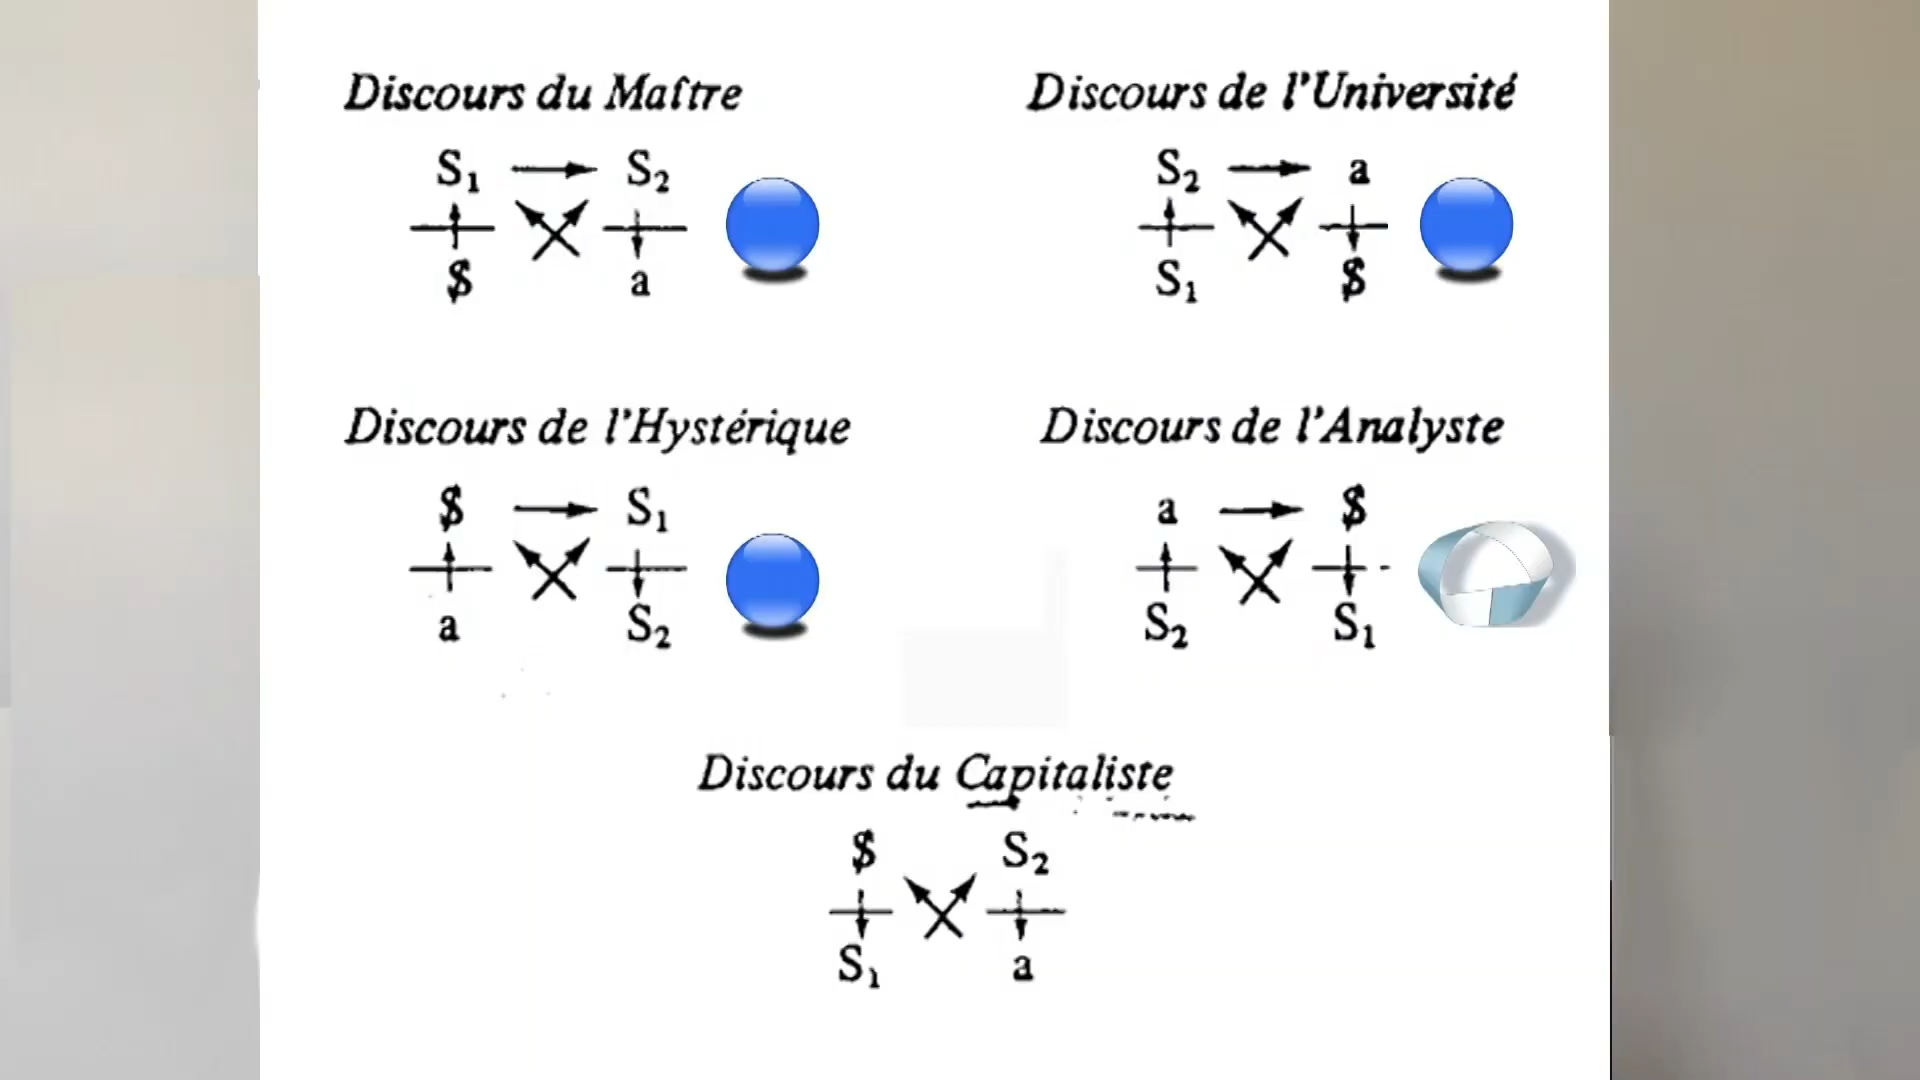 Discours du Maître
S₁ → S₂
$ a
Discours de l'Université
S₂ → a
S₁ $
Discours de l'Hystérique
$ → S₁
a S₂
Discours de l'Analyste
a → $
S₂ S₁
Discours du Capitaliste
$ S₂
S₁ a